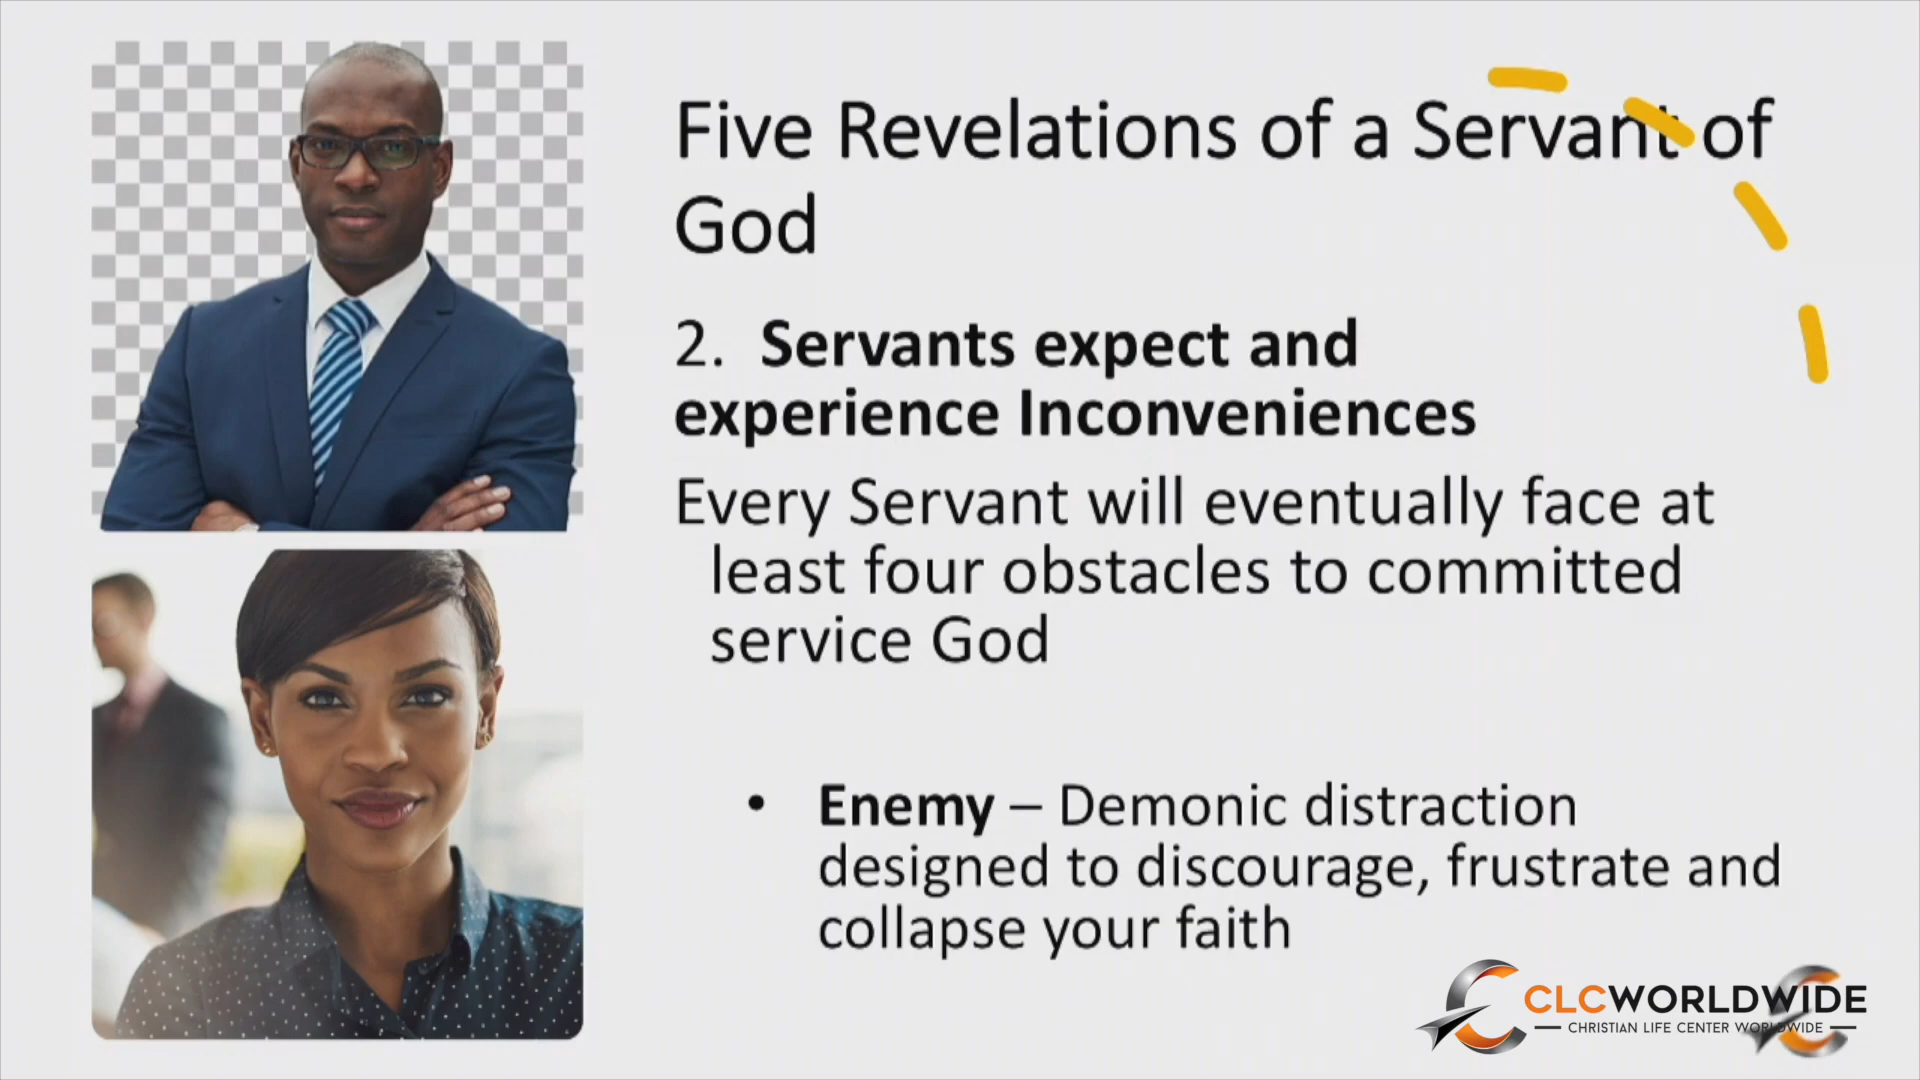 Five Revelations of a Servant of
God
2. Servants expect and
experience Inconveniences
Every Servant will eventually face at
least four obstacles to committed
service God
• Enemy – Demonic distraction
designed to discourage, frustrate and
collapse your faith
CLCWORLDWIDE
CHRISTIAN LIFE CENTER WORLDWIDE